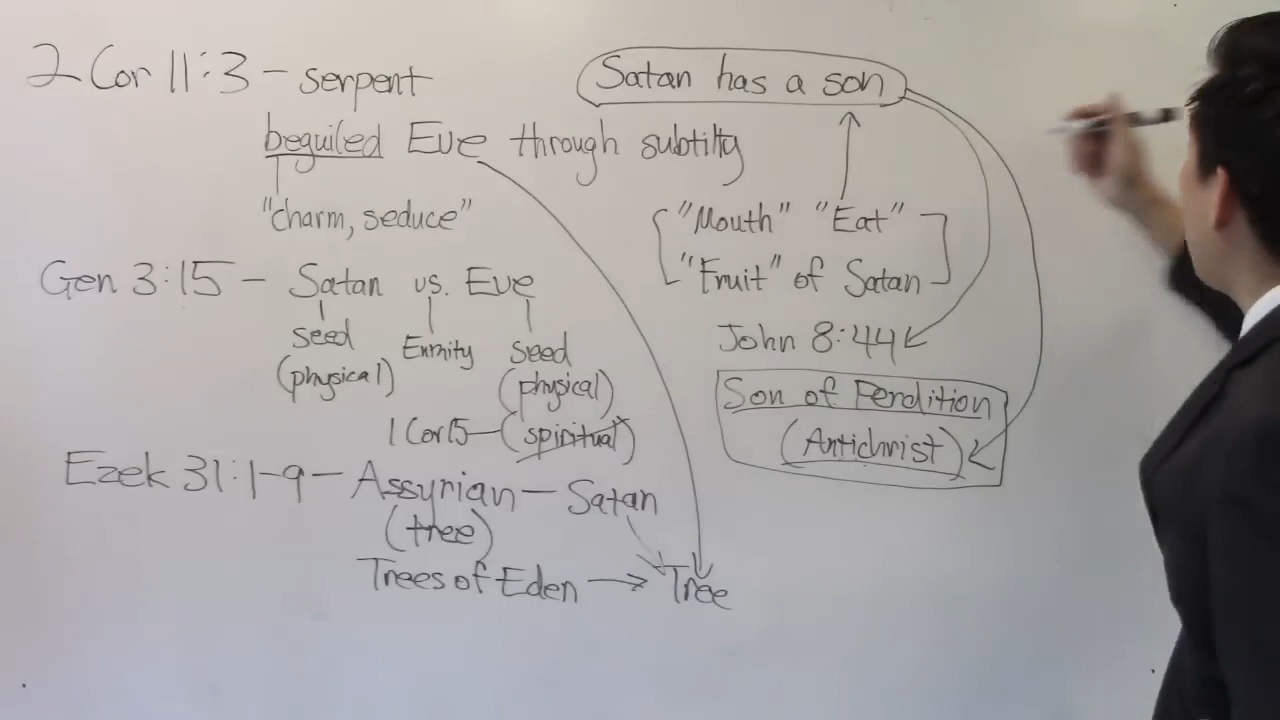 2 Cor 11:3 - serpent
beguiled Eve through subtilty
"charm, seduce"
Gen 3:15 - Satan vs. Eve
seed Enmity seed
(physical) (physical)
1 Cor 15 - (spiritual)
Ezek 31:1-9 - Assyrian - Satan
(tree)
Trees of Eden → Tree
Satan has a son
"Mouth" "Eat"
"Fruit" of Satan
John 8:44
Son of Perdition
(Antichrist)